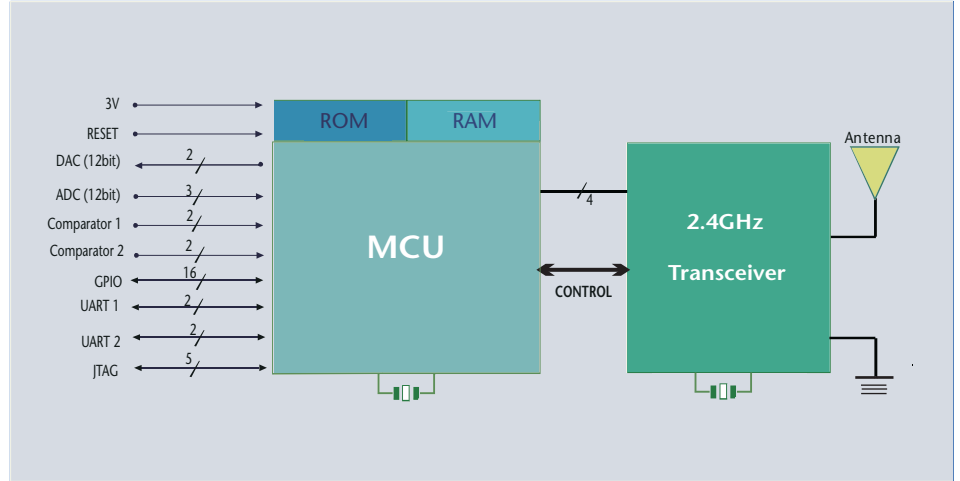 3V
RESET
DAC (12bit)
2
ADC (12bit)
3
Comparator 1
2
Comparator 2
2
GPIO
16
UART 1
2
UART 2
2
JTAG
5
ROM
RAM
MCU
4
CONTROL
2.4GHz
Transceiver
Antenna